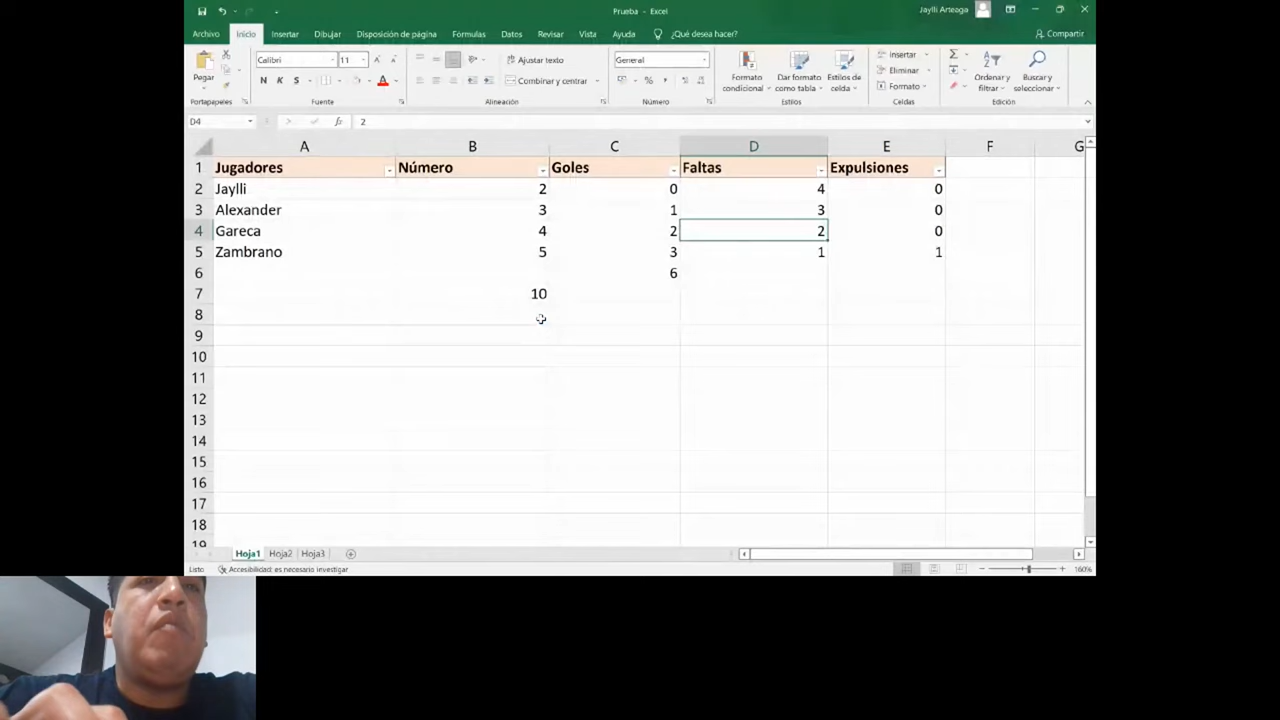 Prueba - Excel
Jaylli Arteaga
Archivo Inicio Insertar Dibujar Disposición de página Fórmulas Datos Revisar Vista Ayuda ¿Qué desea hacer? Compartir
Pegar
Calibri 11
N K S
Ajustar texto
Combinar y centrar
General
% 
Formato condicional
Dar formato como tabla
Estilos de celda
Insertar
Eliminar
Formato
Ordenar y filtrar
Buscar y seleccionar
Portapapeles Fuente Alineación Número Estilos Celdas Edición
D4 fx 2
A B C D E F G
1 Jugadores Número Goles Faltas Expulsiones
2 Jaylli 2 0 4 0
3 Alexander 3 1 3 0
4 Gareca 4 2 2 0
5 Zambrano 5 3 1 1
6 6
7 10
8
9
10
11
12
13
14
15
16
17
18
19
Hoja1 Hoja2 Hoja3
Listo Accesibilidad: es necesario investigar 160%